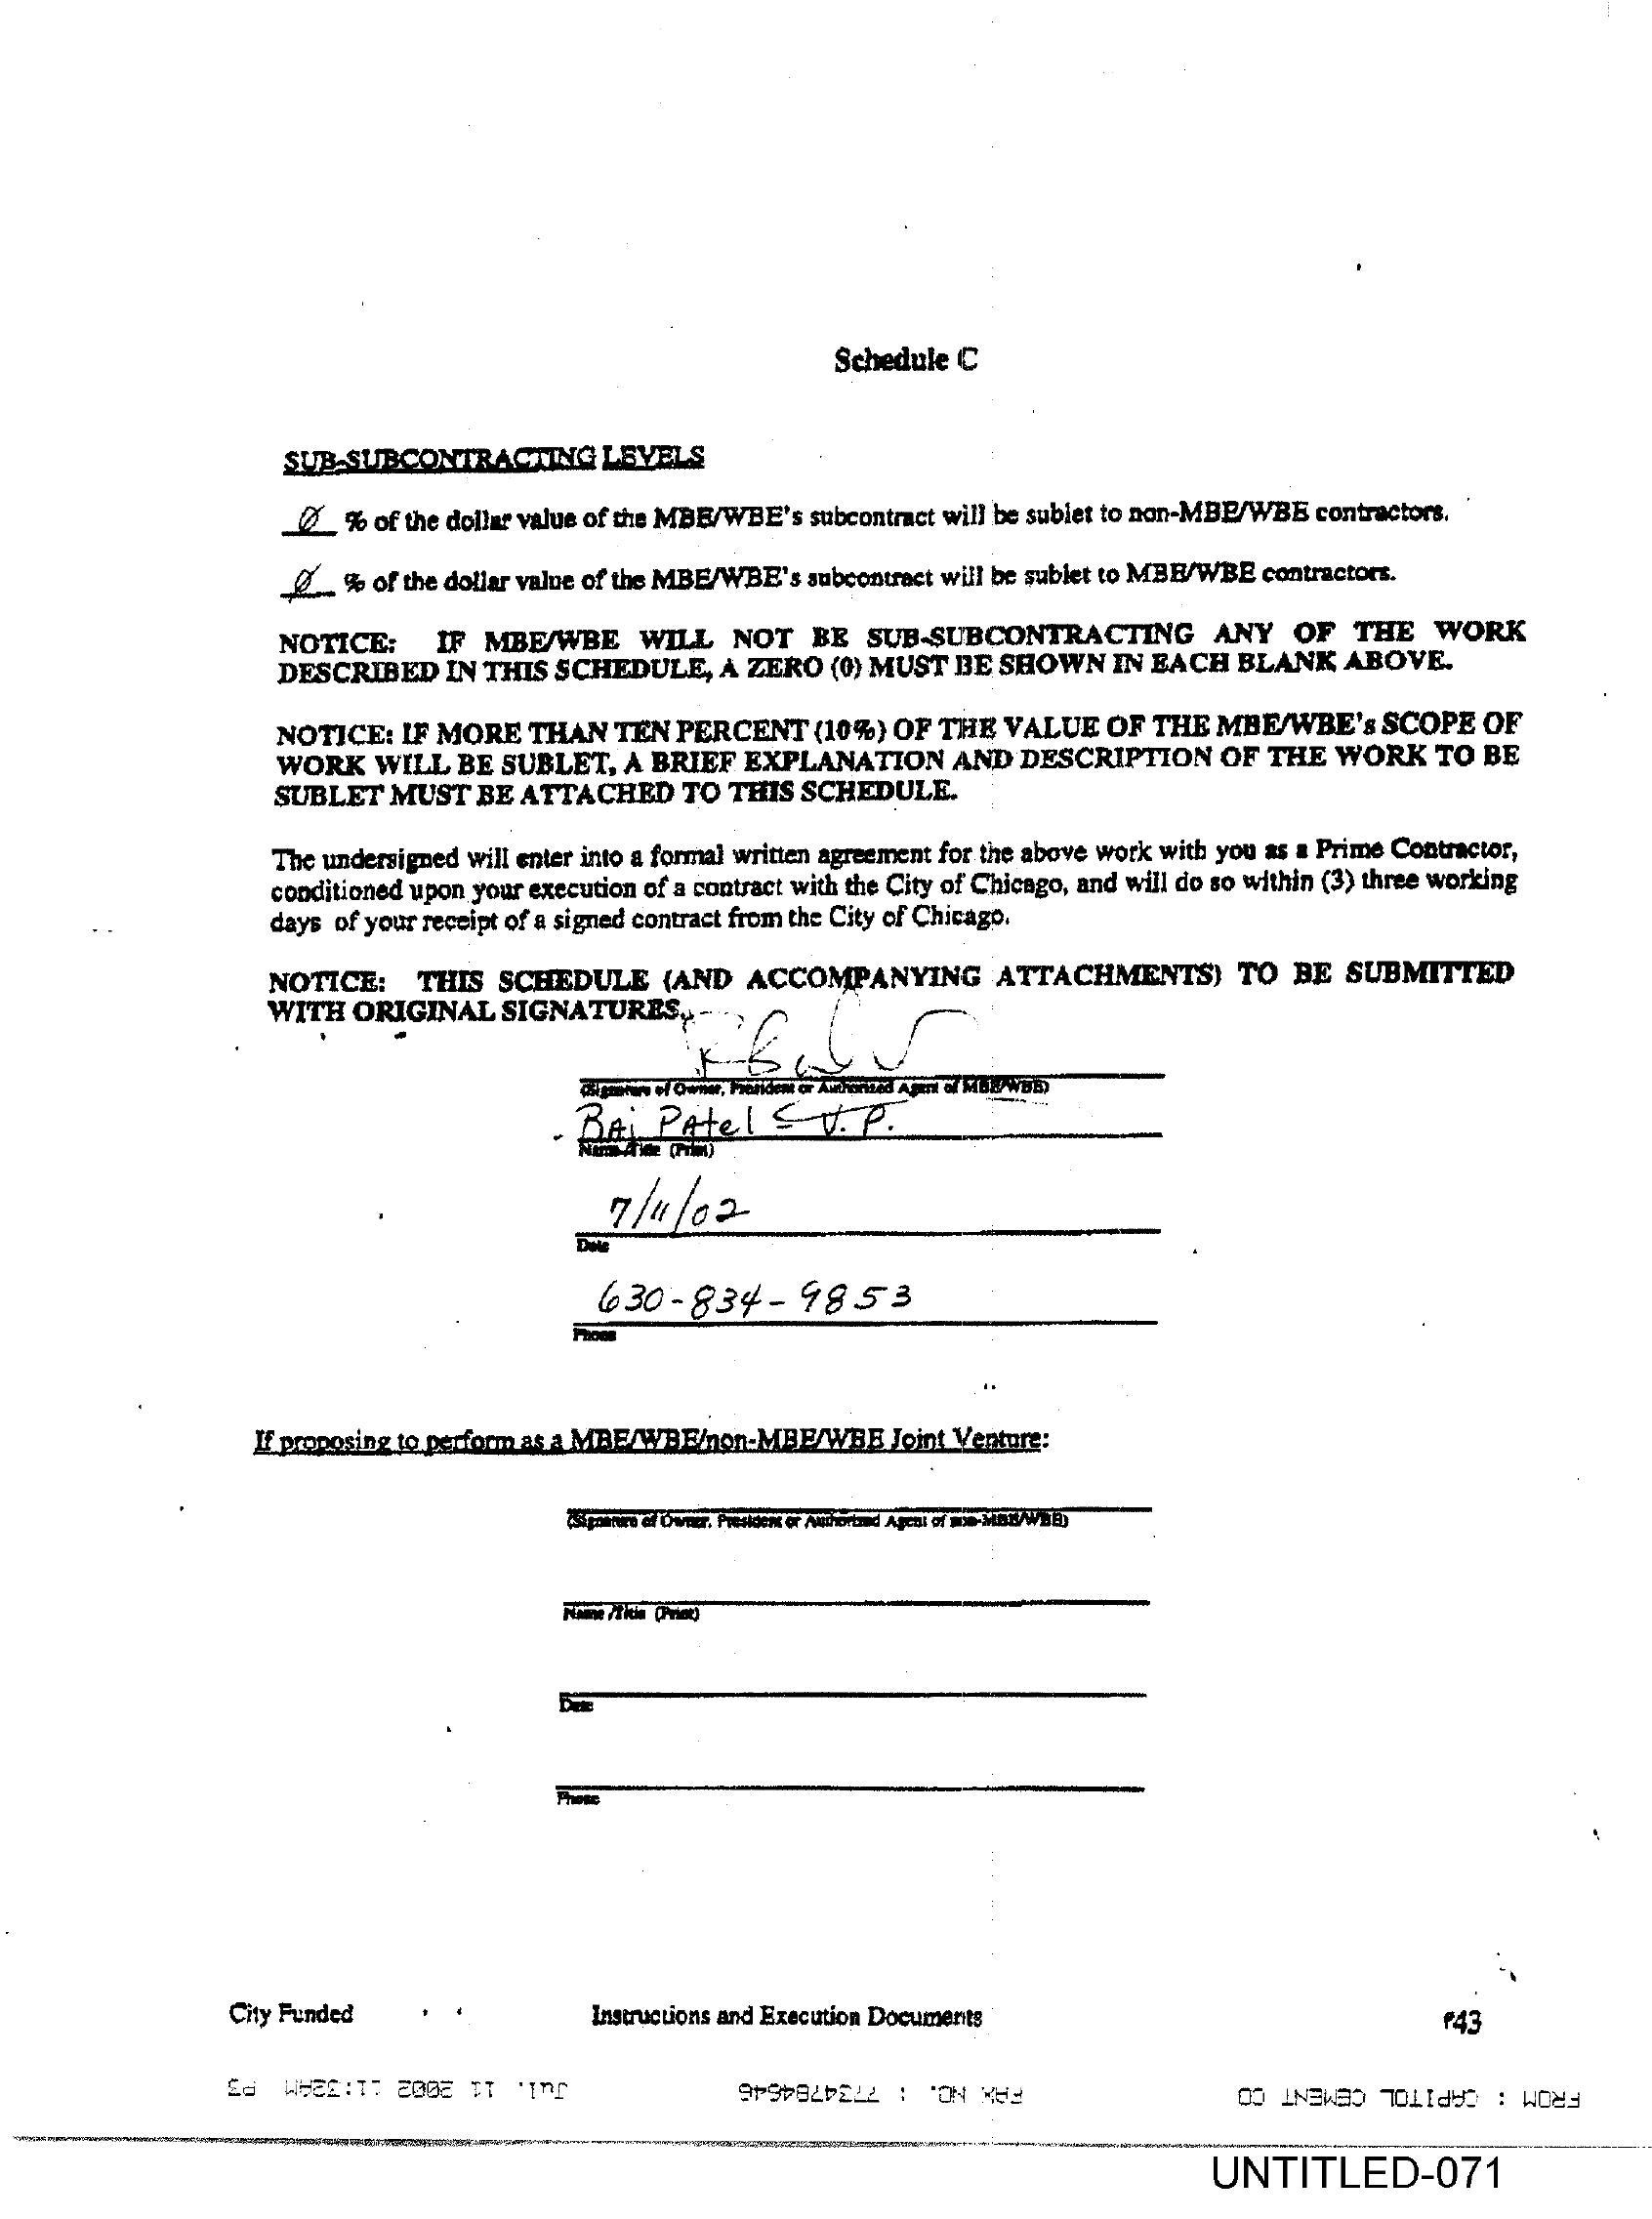 Schedule C
SUB-SUBCONTRACTING LEVELS
0 % of the dollar value of the MBE/WBE's subcontract will be sublet to non-MBE/WBE contractors.
0 % of the dollar value of the MBE/WBE's subcontract will be sublet to MBE/WBE contractors.
NOTICE: IF MBE/WBE WILL NOT BE SUB-SUBCONTRACTING ANY OF THE WORK
DESCRIBED IN THIS SCHEDULE, A ZERO (0) MUST BE SHOWN IN EACH BLANK ABOVE.
NOTICE: IF MORE THAN TEN PERCENT (10%) OF THE VALUE OF THE MBE/WBE's SCOPE OF
WORK WILL BE SUBLET, A BRIEF EXPLANATION AND DESCRIPTION OF THE WORK TO BE
SUBLET MUST BE ATTACHED TO THIS SCHEDULE.
The undersigned will enter into a formal written agreement for the above work with you as a Prime Contractor,
conditioned upon your execution of a contract with the City of Chicago, and will do so within (3) three working
days of your receipt of a signed contract from the City of Chicago.
NOTICE: THIS SCHEDULE (AND ACCOMPANYING ATTACHMENTS) TO BE SUBMITTED
WITH ORIGINAL SIGNATURES.
(Signature of Owner, President or Authorized Agent of MBE/WBE)
BAi PAtel V.P.
Name /Title (Print)
7/11/02
Date
630-834-9853
Phone
If proposing to perform as a MBE/WBE/non-MBE/WBE Joint Venture:
(Signature of Owner, President or Authorized Agent of non-MBE/WBE)
Name /Title (Print)
Date
Phone
City Funded Instructions and Execution Documents 43
FROM : CAPITOL CEMENT CO FAX NO. : 7734784646 Jul. 11 2002 11:32AM P3
UNTITLED-071